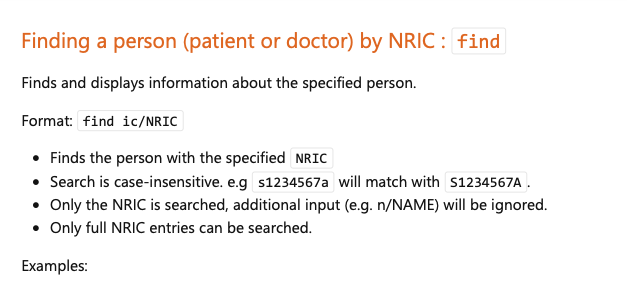 Finding a person (patient or doctor) by NRIC : find
Finds and displays information about the specified person.
Format: find ic/NRIC
• Finds the person with the specified NRIC
• Search is case-insensitive. e.g s1234567a will match with S1234567A.
• Only the NRIC is searched, additional input (e.g. n/NAME) will be ignored.
• Only full NRIC entries can be searched.
Examples: